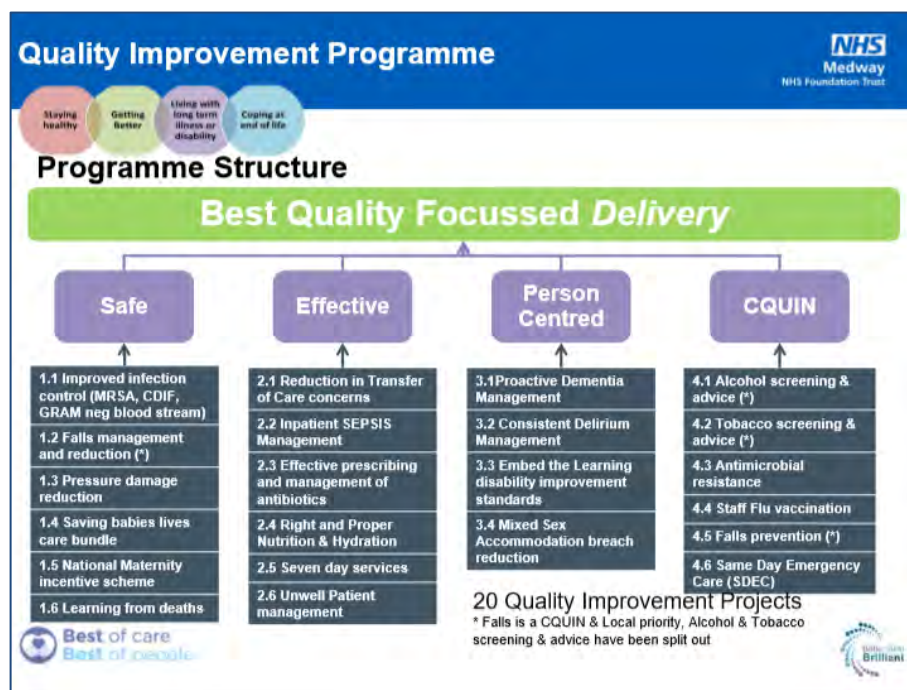 Quality Improvement Programme
NHS
Medway
NHS Foundation Trust
Staying
healthy
Getting
Better
Living with
long term
illness or
disability
Coping at
end of life
Programme Structure
Best Quality Focussed Delivery
Safe
1.1 Improved infection
control (MRSA, CDIF,
GRAM neg blood stream)
1.2 Falls management
and reduction (*)
1.3 Pressure damage
reduction
1.4 Saving babies lives
care bundle
1.5 National Maternity
incentive scheme
1.6 Learning from deaths
Effective
2.1 Reduction in Transfer
of Care concerns
2.2 Inpatient SEPSIS
Management
2.3 Effective prescribing
and management of
antibiotics
2.4 Right and Proper
Nutrition & Hydration
2.5 Seven day services
2.6 Unwell Patient
management
Person
Centred
3.1Proactive Dementia
Management
3.2 Consistent Delirium
Management
3.3 Embed the Learning
disability improvement
standards
3.4 Mixed Sex
Accommodation breach
reduction
CQUIN
4.1 Alcohol screening &
advice (*)
4.2 Tobacco screening &
advice (*)
4.3 Antimicrobial
resistance
4.4 Staff Flu vaccination
4.5 Falls prevention (*)
4.6 Same Day Emergency
Care (SDEC)
20 Quality Improvement Projects
* Falls is a CQUIN & Local priority, Alcohol & Tobacco
screening & advice have been split out
Best of care
Best of people
Brilliant